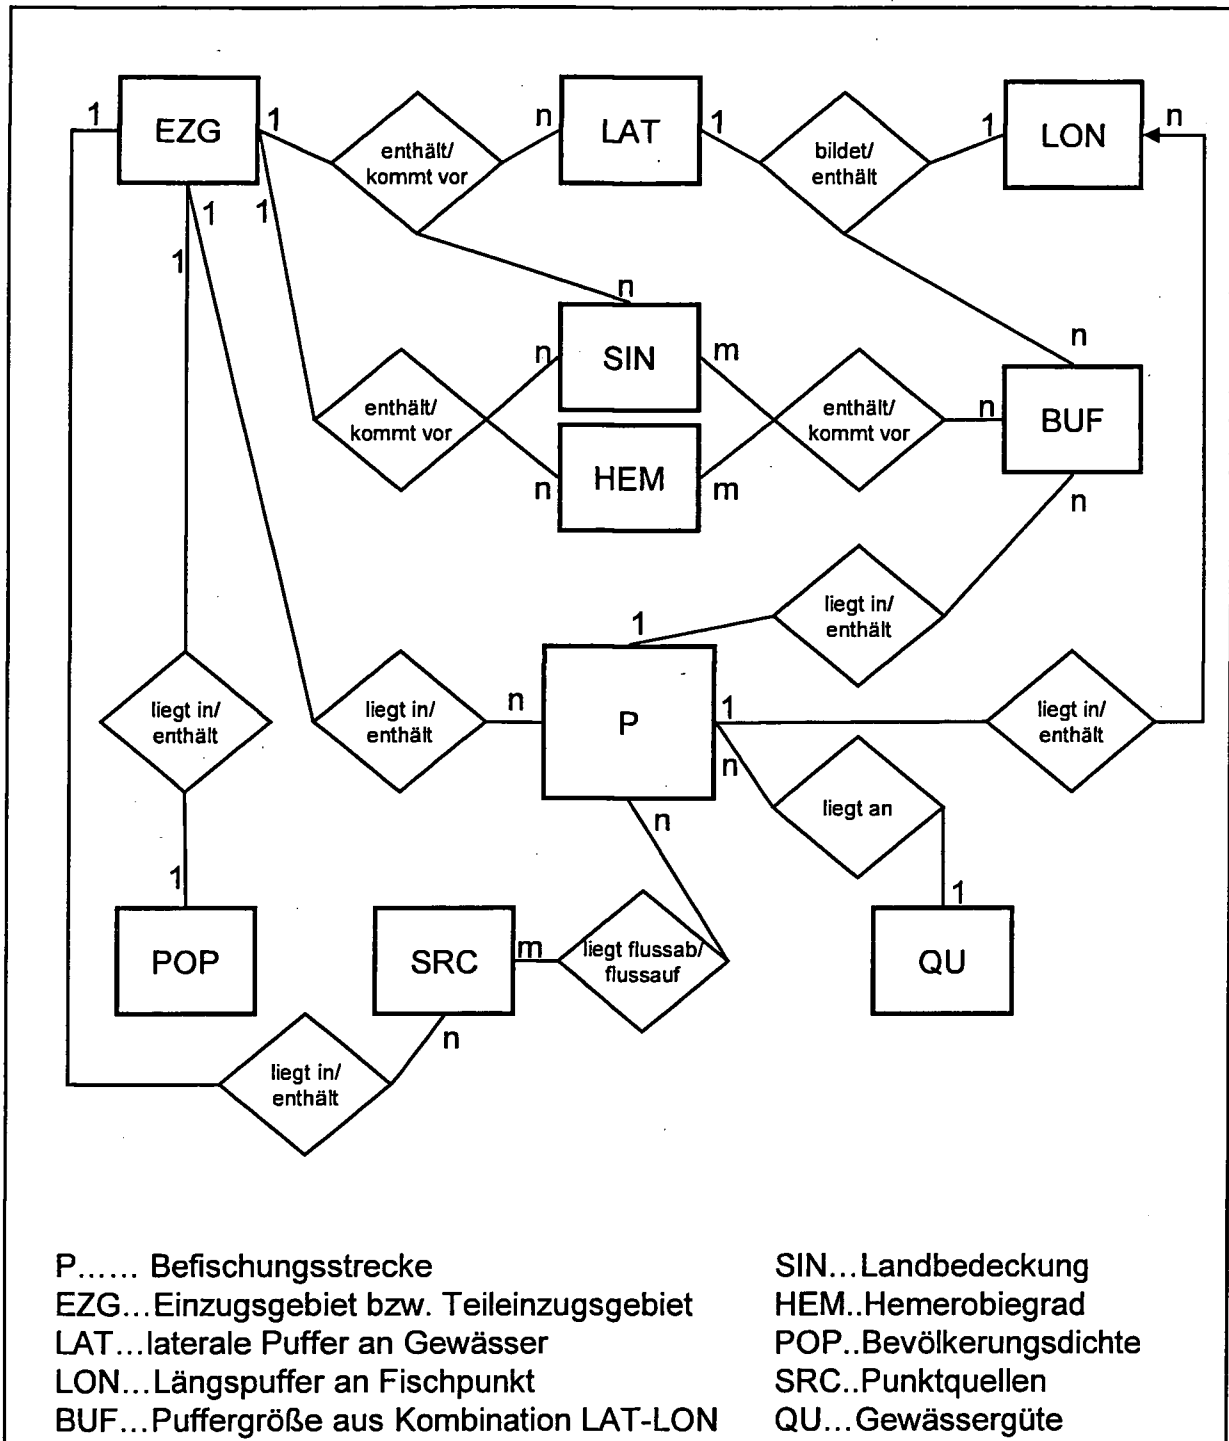 1
EZG
1
enthält/
kommt vor
n
LAT
1
bildet/
enthält
1
LON
n
1
1
1
n
n
SIN
m
n
enthält/
kommt vor
enthält/
kommt vor
n
BUF
n
HEM
m
n
liegt in/
enthält
1
liegt in/
enthält
liegt in/
enthält
n
P
1
liegt in/
enthält
n
liegt an
n
1
1
POP
SRC
m
liegt flussab/
flussauf
QU
n
liegt in/
enthält
P...... Befischungsstrecke
EZG...Einzugsgebiet bzw. Teileinzugsgebiet
LAT...laterale Puffer an Gewässer
LON...Längspuffer an Fischpunkt
BUF...Puffergröße aus Kombination LAT-LON
SIN...Landbedeckung
HEM..Hemerobiegrad
POP..Bevölkerungsdichte
SRC..Punktquellen
QU...Gewässergüte